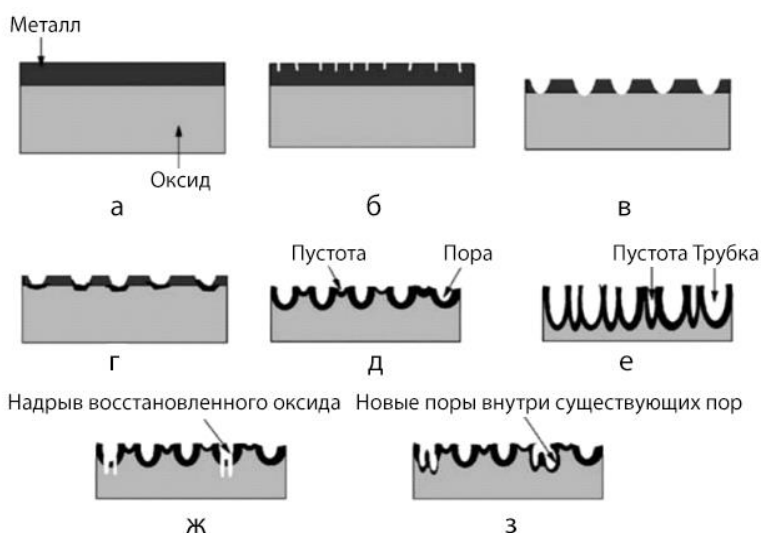 Металл
Оксид
а
б
в
Пустота
Пора
Пустота Трубка
г
д
е
Надрыв восстановленного оксида
Новые поры внутри существующих пор
ж
з